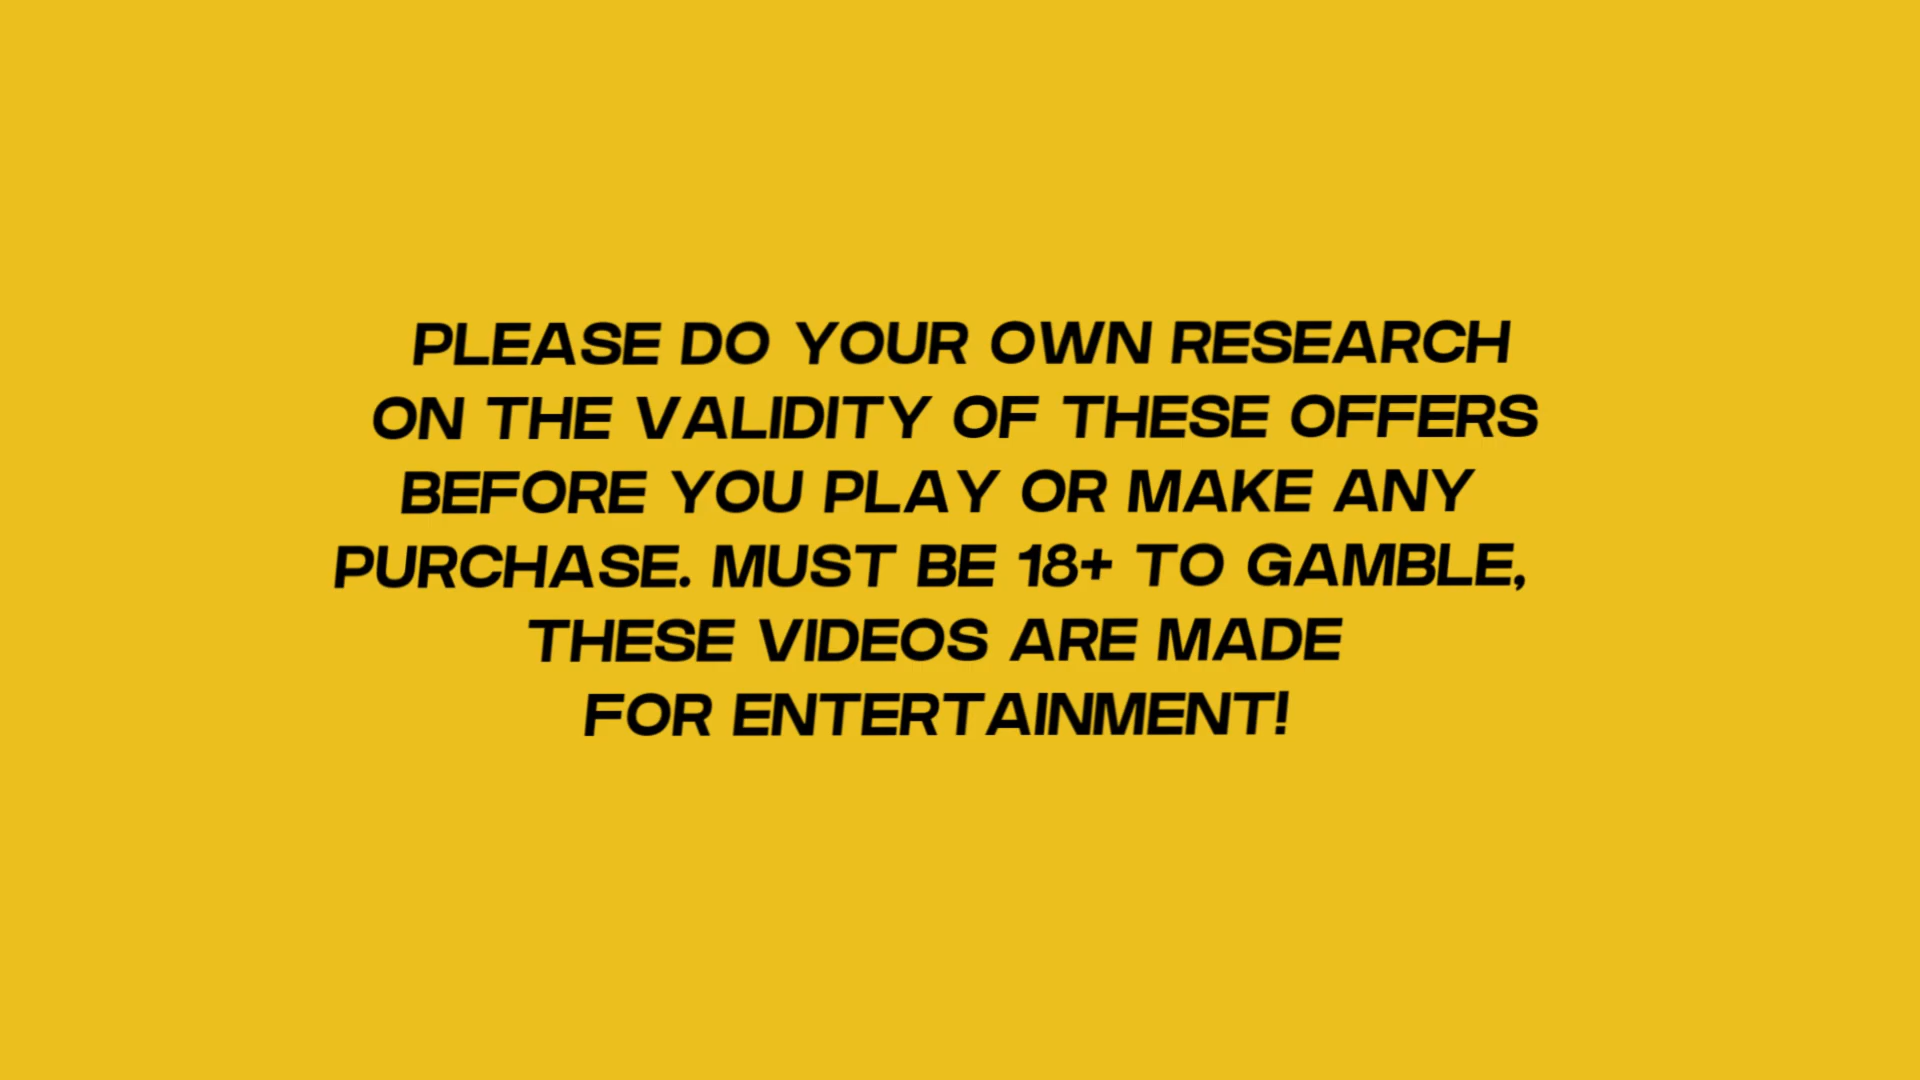 PLEASE DO YOUR OWN RESEARCH
ON THE VALIDITY OF THESE OFFERS
BEFORE YOU PLAY OR MAKE ANY
PURCHASE. MUST BE 18+ TO GAMBLE,
THESE VIDEOS ARE MADE
FOR ENTERTAINMENT!